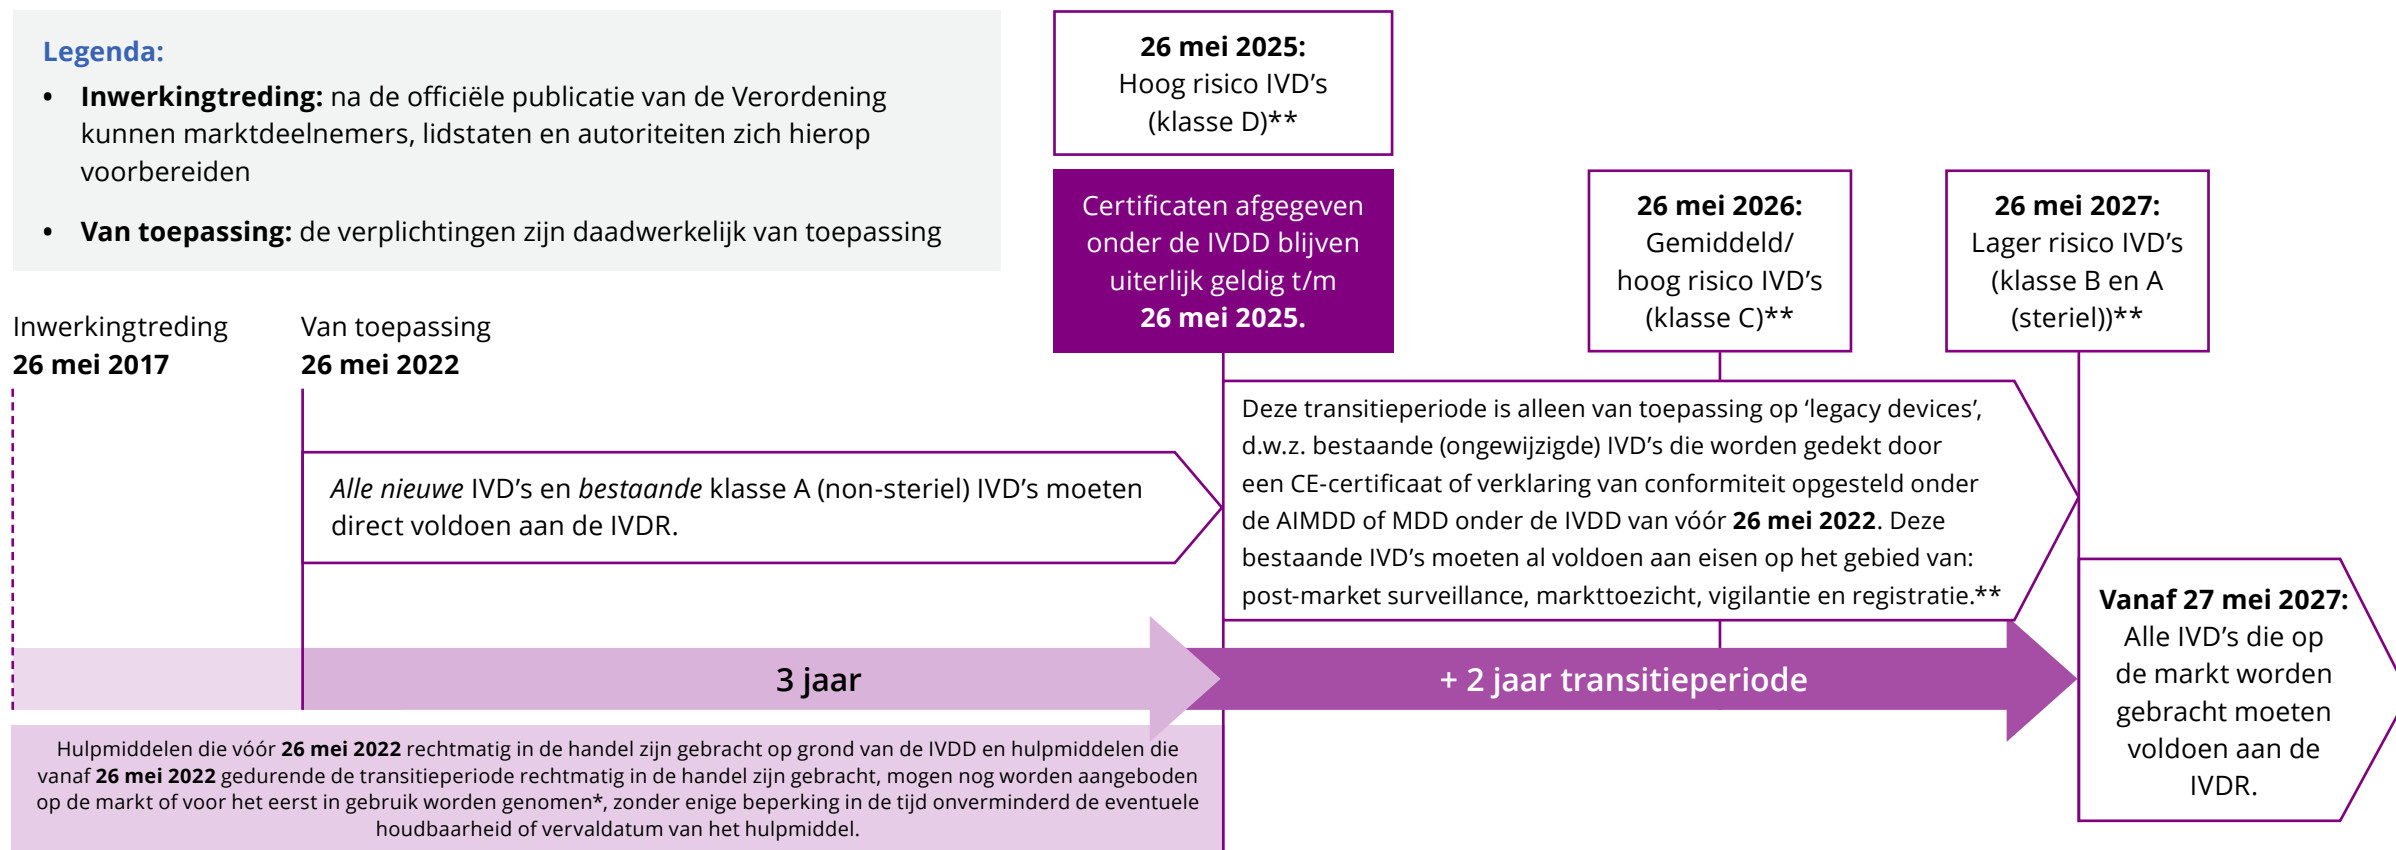 Legenda:
• Inwerkingtreding: na de officiële publicatie van de Verordening
kunnen marktdeelnemers, lidstaten en autoriteiten zich hierop
voorbereiden
• Van toepassing: de verplichtingen zijn daadwerkelijk van toepassing
26 mei 2025:
Hoog risico IVD’s
(klasse D)**
Certificaten afgegeven
onder de IVDD blijven
uiterlijk geldig t/m
26 mei 2025.
26 mei 2026:
Gemiddeld/
hoog risico IVD’s
(klasse C)**
26 mei 2027:
Lager risico IVD’s
(klasse B en A
(steriel))**
Inwerkingtreding
26 mei 2017
Van toepassing
26 mei 2022
Alle nieuwe IVD’s en bestaande klasse A (non-steriel) IVD’s moeten
direct voldoen aan de IVDR.
Deze transitieperiode is alleen van toepassing op ‘legacy devices’,
d.w.z. bestaande (ongewijzigde) IVD’s die worden gedekt door
een CE-certificaat of verklaring van conformiteit opgesteld onder
de AIMDD of MDD onder de IVDD van vóór 26 mei 2022. Deze
bestaande IVD’s moeten al voldoen aan eisen op het gebied van:
post-market surveillance, markttoezicht, vigilantie en registratie.**
Vanaf 27 mei 2027:
Alle IVD’s die op
de markt worden
gebracht moeten
voldoen aan de
IVDR.
3 jaar
+ 2 jaar transitieperiode
Hulpmiddelen die vóór 26 mei 2022 rechtmatig in de handel zijn gebracht op grond van de IVDD en hulpmiddelen die
vanaf 26 mei 2022 gedurende de transitieperiode rechtmatig in de handel zijn gebracht, mogen nog worden aangeboden
op de markt of voor het eerst in gebruik worden genomen*, zonder enige beperking in de tijd onverminderd de eventuele
houdbaarheid of vervaldatum van het hulpmiddel.